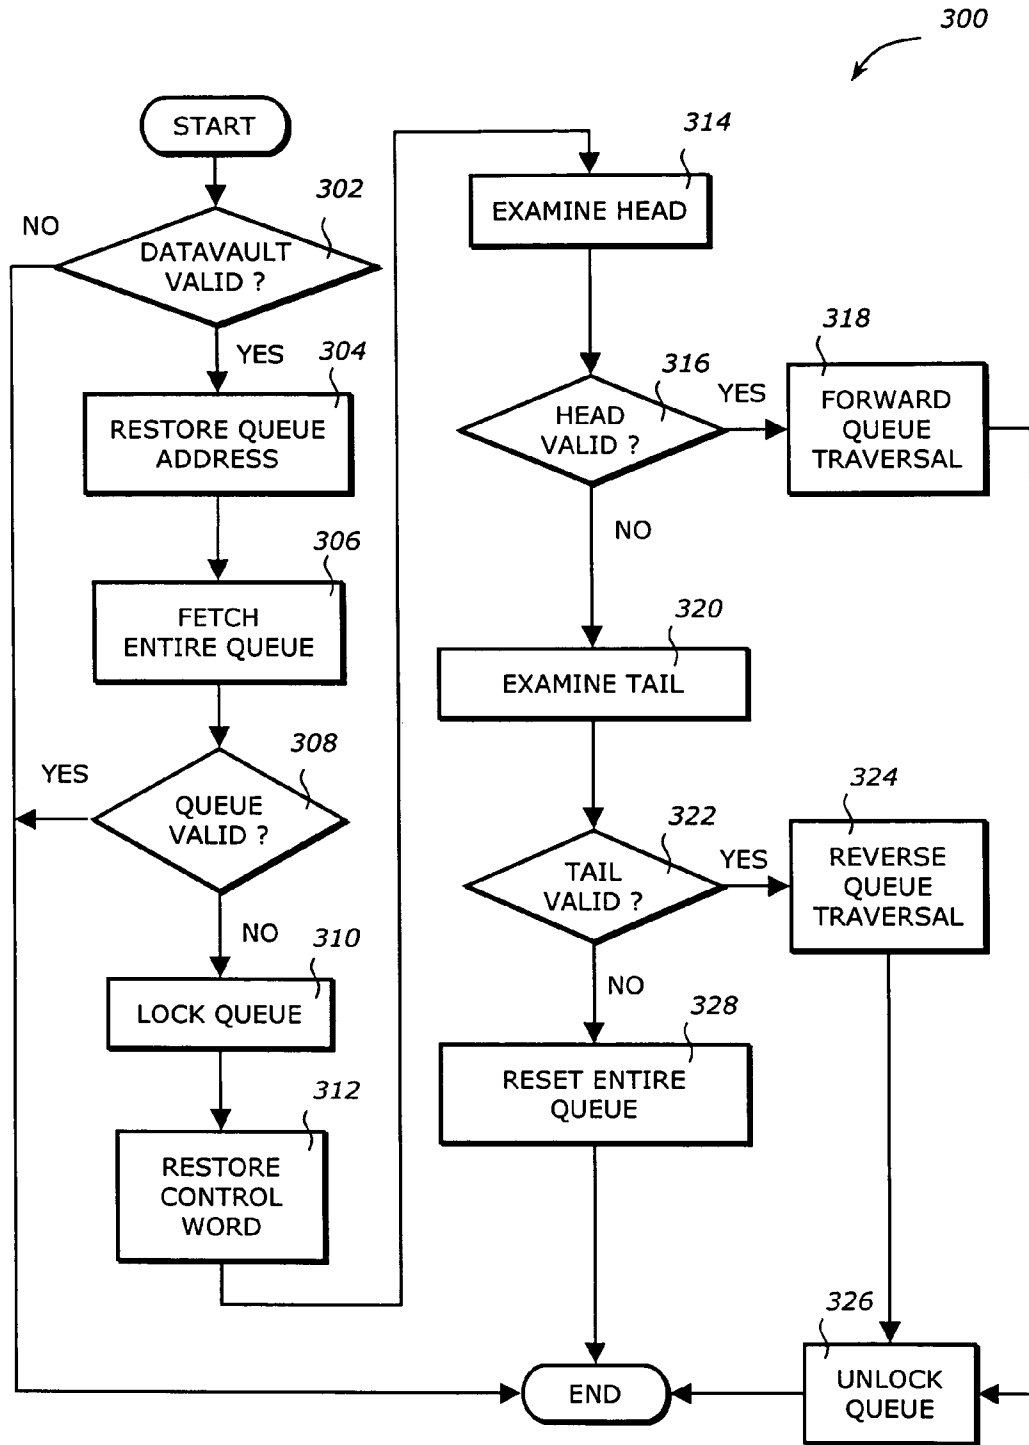 300
START
302
NO
DATAVAULT
VALID ?
YES
304
RESTORE QUEUE
ADDRESS
306
FETCH
ENTIRE QUEUE
308
YES
QUEUE
VALID ?
NO
310
LOCK QUEUE
312
RESTORE
CONTROL
WORD
314
EXAMINE HEAD
316
HEAD
VALID ?
YES
318
FORWARD
QUEUE
TRAVERSAL
NO
320
EXAMINE TAIL
322
TAIL
VALID ?
YES
324
REVERSE
QUEUE
TRAVERSAL
NO
328
RESET ENTIRE
QUEUE
326
UNLOCK
QUEUE
END